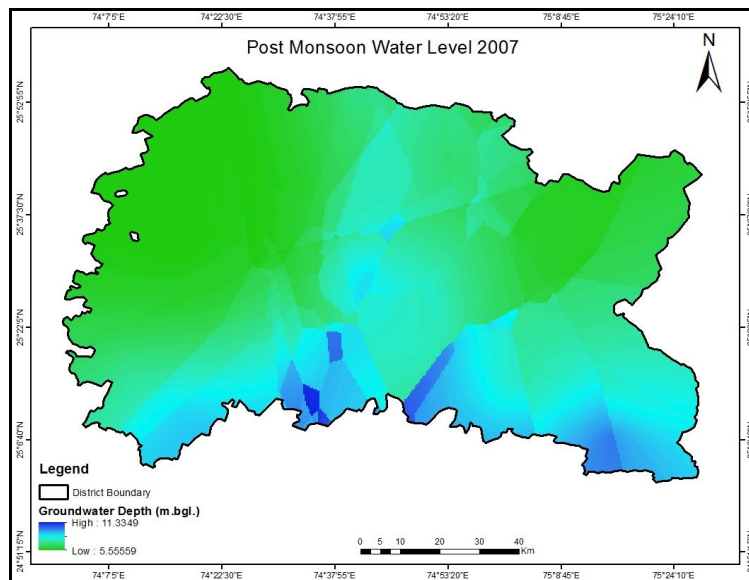 74°7'5"E 74°22'30"E 74°37'55"E 74°53'20"E 75°8'45"E 75°24'10"E
Post Monsoon Water Level 2007
N
25°52'55"N
25°37'30"N
25°22'5"N
25°6'40"N
24°51'15"N
Legend
District Boundary
Groundwater Depth (m.bgl.)
High : 11.3349
Low : 5.55559
0 5 10 20 30 40
Km
74°7'5"E 74°22'30"E 74°37'55"E 74°53'20"E 75°8'45"E 75°24'10"E